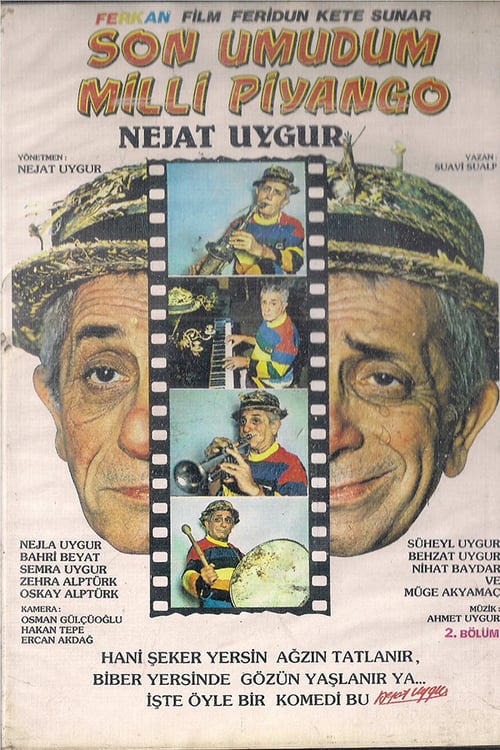 FERKAN FİLM FERİDUN KETE SUNAR
SON UMUDUM
MİLLİ PİYANGO
NEJAT UYGUR
YÖNETMEN :
NEJAT UYGUR
YAZAN :
SUAVİ SUALP
NEJLA UYGUR
BAHRİ BEYAT
SEMRA UYGUR
ZEHRA ALPTÜRK
OSKAY ALPTÜRK
KAMERA :
OSMAN GÜLÇÜOĞLU
HAKAN TEPE
ERCAN AKDAĞ
SÜHEYL UYGUR
BEHZAT UYGUR
NİHAT BAYDAR
VE
MÜGE AKYAMAÇ
MÜZİK :
AHMET UYGUR
2. BÖLÜM
HANİ ŞEKER YERSİN AĞZIN TATLANIR,
BİBER YERSİNDE GÖZÜN YAŞLANIR YA...
İŞTE ÖYLE BİR KOMEDİ BU Nejat Uygur